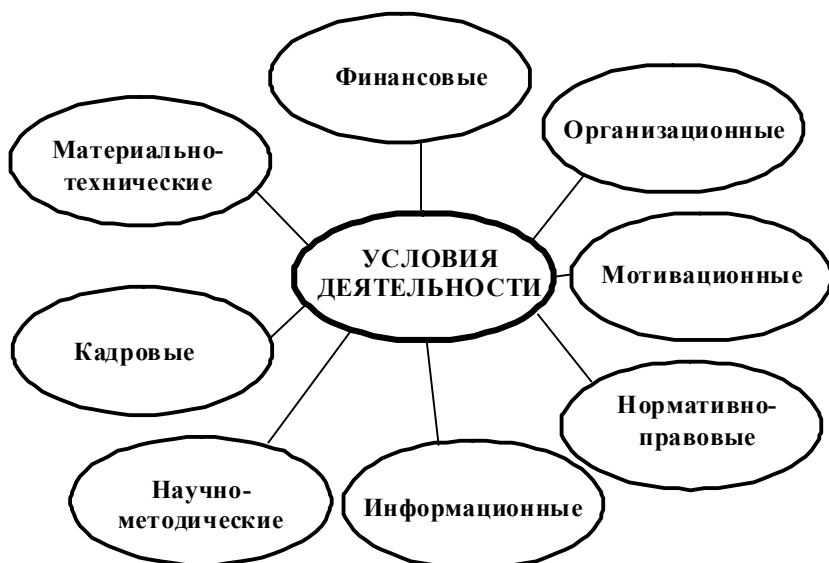 Финансовые
Организационные
Материально-
технические
УСЛОВИЯ
ДЕЯТЕЛЬНОСТИ
Мотивационные
Кадровые
Нормативно-
правовые
Научно-
методические
Информационные